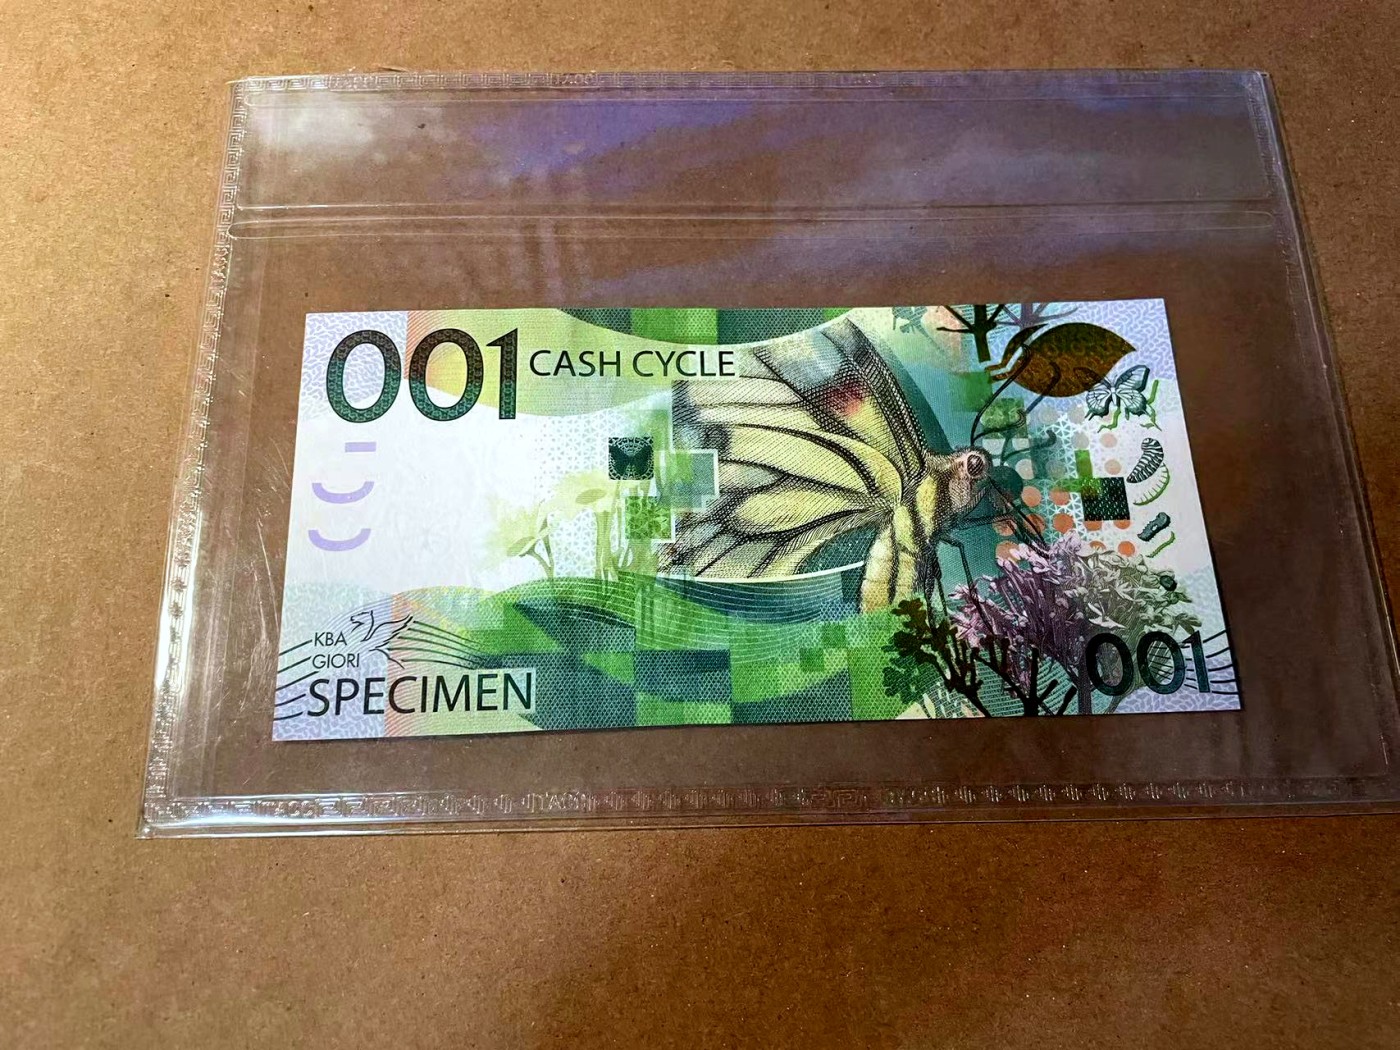 001 CASH CYCLE
KBA
GIORI
SPECIMEN
001